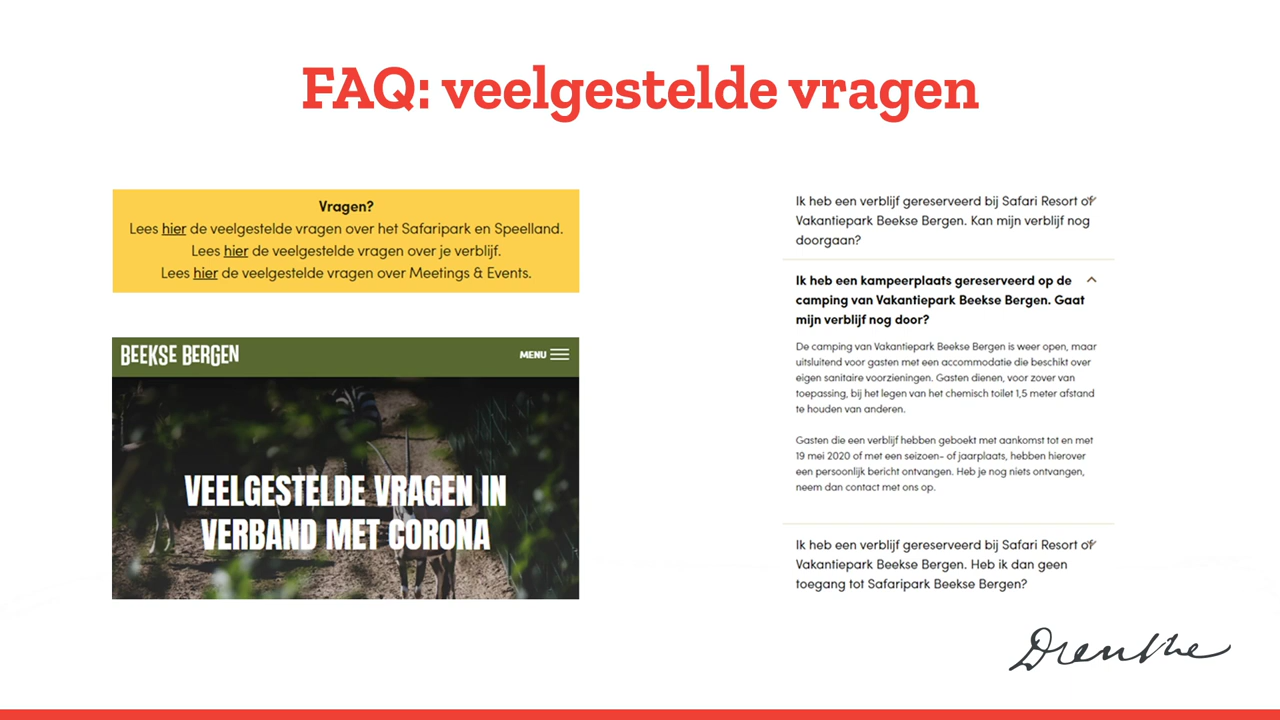 FAQ: veelgestelde vragen
Vragen?
Lees hier de veelgestelde vragen over het Safaripark en Speelland.
Lees hier de veelgestelde vragen over je verblijf.
Lees hier de veelgestelde vragen over Meetings & Events.
BEEKSE BERGEN
MENU
VEELGESTELDE VRAGEN IN
VERBAND MET CORONA
Ik heb een verblijf gereserveerd bij Safari Resort of
Vakantiepark Beekse Bergen. Kan mijn verblijf nog
doorgaan?
Ik heb een kampeerplaats gereserveerd op de
camping van Vakantiepark Beekse Bergen. Gaat
mijn verblijf nog door?
De camping van Vakantiepark Beekse Bergen is weer open, maar
uitsluitend voor gasten met een accommodatie die beschikt over
eigen sanitaire voorzieningen. Gasten dienen, voor zover van
toepassing, bij het legen van het chemisch toilet 1,5 meter afstand
te houden van anderen.
Gasten die een verblijf hebben geboekt met aankomst tot en met
19 mei 2020 of met een seizoen- of jaarplaats, hebben hierover
een persoonlijk bericht ontvangen. Heb je nog niets ontvangen,
neem dan contact met ons op.
Ik heb een verblijf gereserveerd bij Safari Resort of
Vakantiepark Beekse Bergen. Heb ik dan geen
toegang tot Safaripark Beekse Bergen?
Drenthe